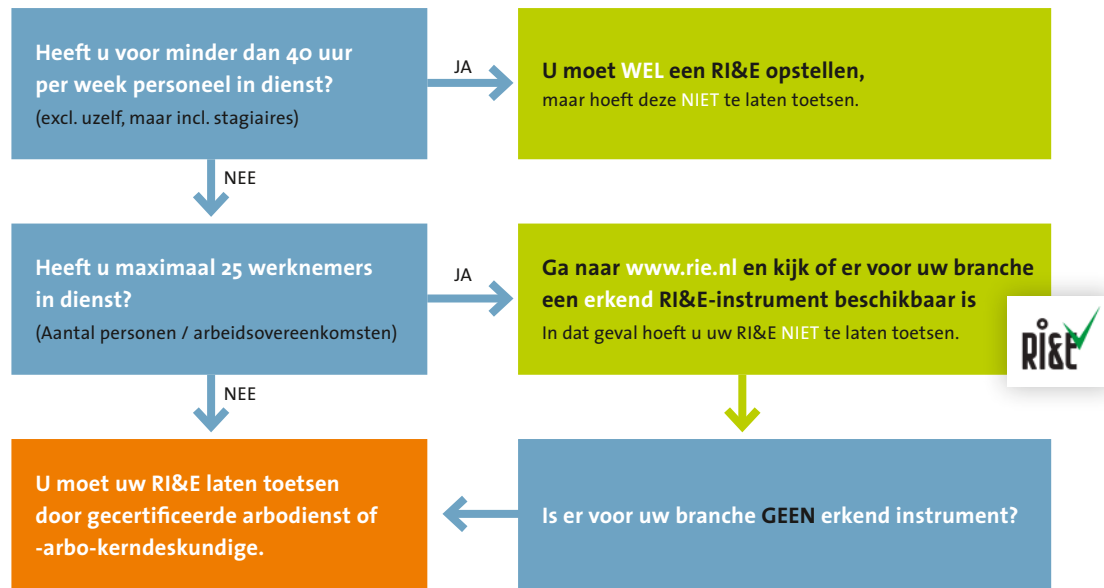 Heeft u voor minder dan 40 uur
per week personeel in dienst?
(excl. uzelf, maar incl. stagiaires)
JA
U moet WEL een RI&E opstellen,
maar hoeft deze NIET te laten toetsen.
NEE
Heeft u maximaal 25 werknemers
in dienst?
(Aantal personen / arbeidsovereenkomsten)
JA
Ga naar www.rie.nl en kijk of er voor uw branche
een erkend RI&E-instrument beschikbaar is
In dat geval hoeft u uw RI&E NIET te laten toetsen.
RI&E
NEE
U moet uw RI&E laten toetsen
door gecertificeerde arbodienst of
-arbo-kerndeskundige.
Is er voor uw branche GEEN erkend instrument?